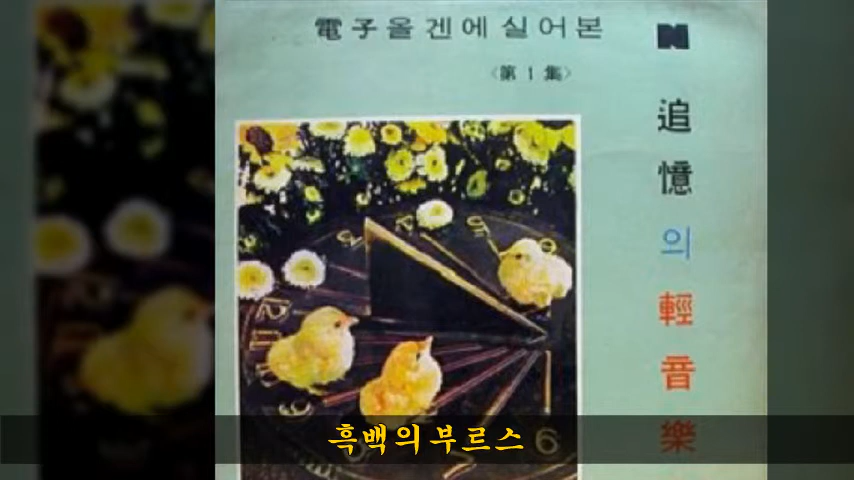 電子올겐에 실어본
〈第1集〉
追憶의 輕音樂
흑백의부르스